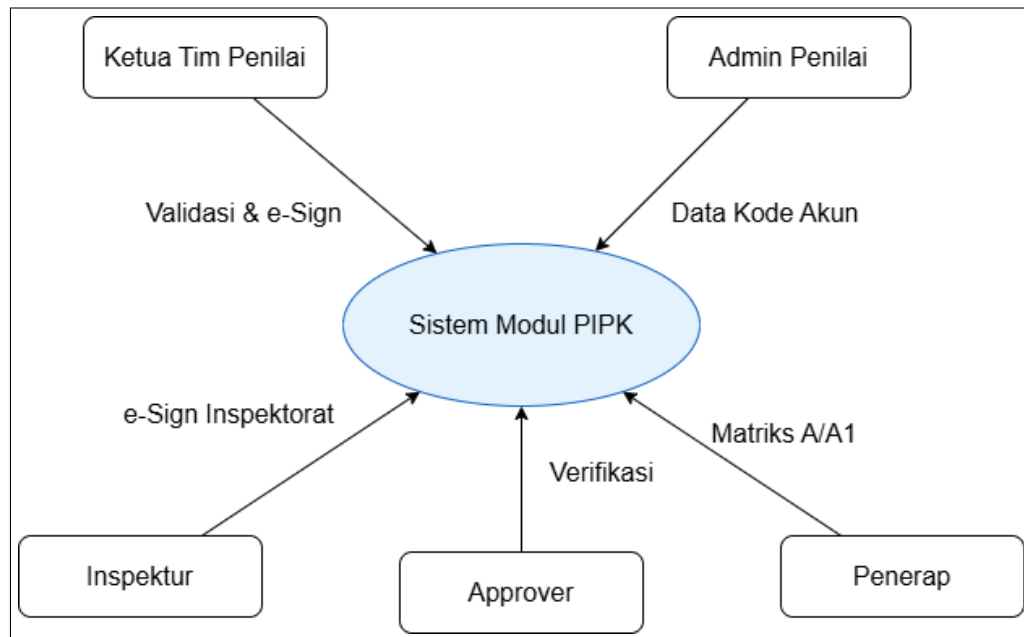 Ketua Tim Penilai
Admin Penilai
Validasi & e-Sign
Data Kode Akun
Sistem Modul PIPK
e-Sign Inspektorat
Matriks A/A1
Verifikasi
Inspektur
Approver
Penerap